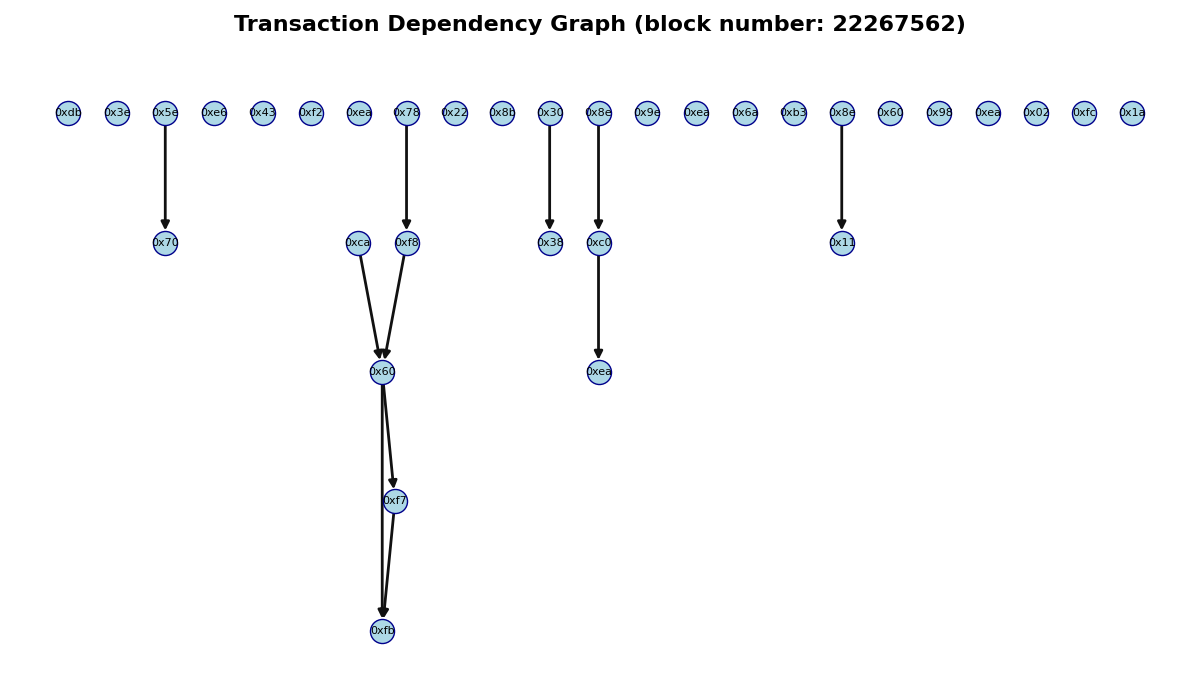 Transaction Dependency Graph (block number: 22267562)
0xdb 0x3e 0x5e 0xe6 0x43 0xf2 0xea 0x78 0x22 0x8b 0x30 0x8e 0x9e 0xea 0x6a 0xb3 0x8e 0x60 0x98 0xea 0x02 0xfc 0x1a
0x70 0xca 0xf8 0x38 0xc0 0x11
0x60 0xea
0xf7
0xfb